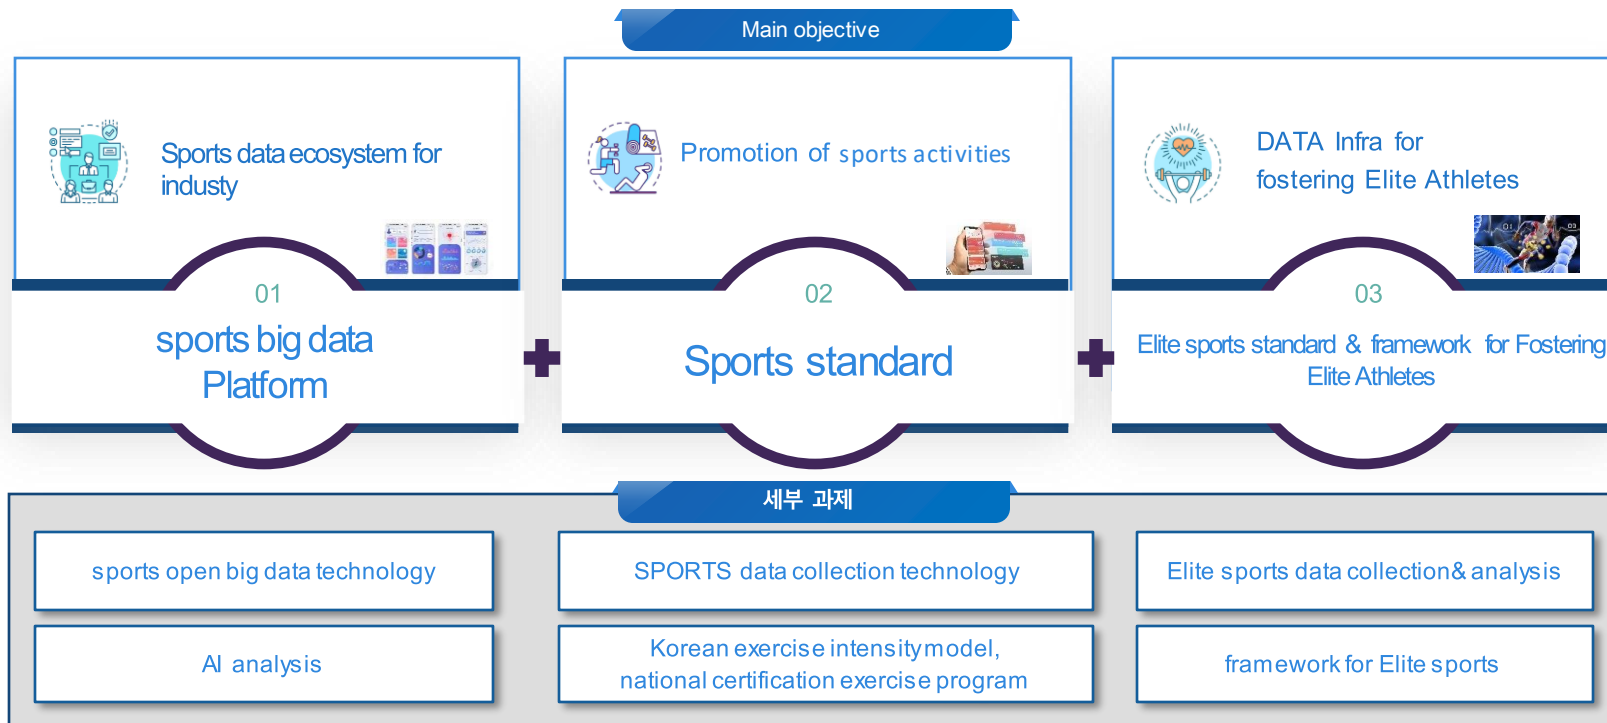 Main objective
Sports data ecosystem for
industy
Promotion of sports activities
DATA Infra for
fostering Elite Athletes
01
sports big data
Platform
02
Sports standard
03
Elite sports standard & framework for Fostering
Elite Athletes
세부 과제
sports open big data technology
SPORTS data collection technology
Elite sports data collection& analysis
AI analysis
Korean exercise intensity model,
national certification exercise program
framework for Elite sports